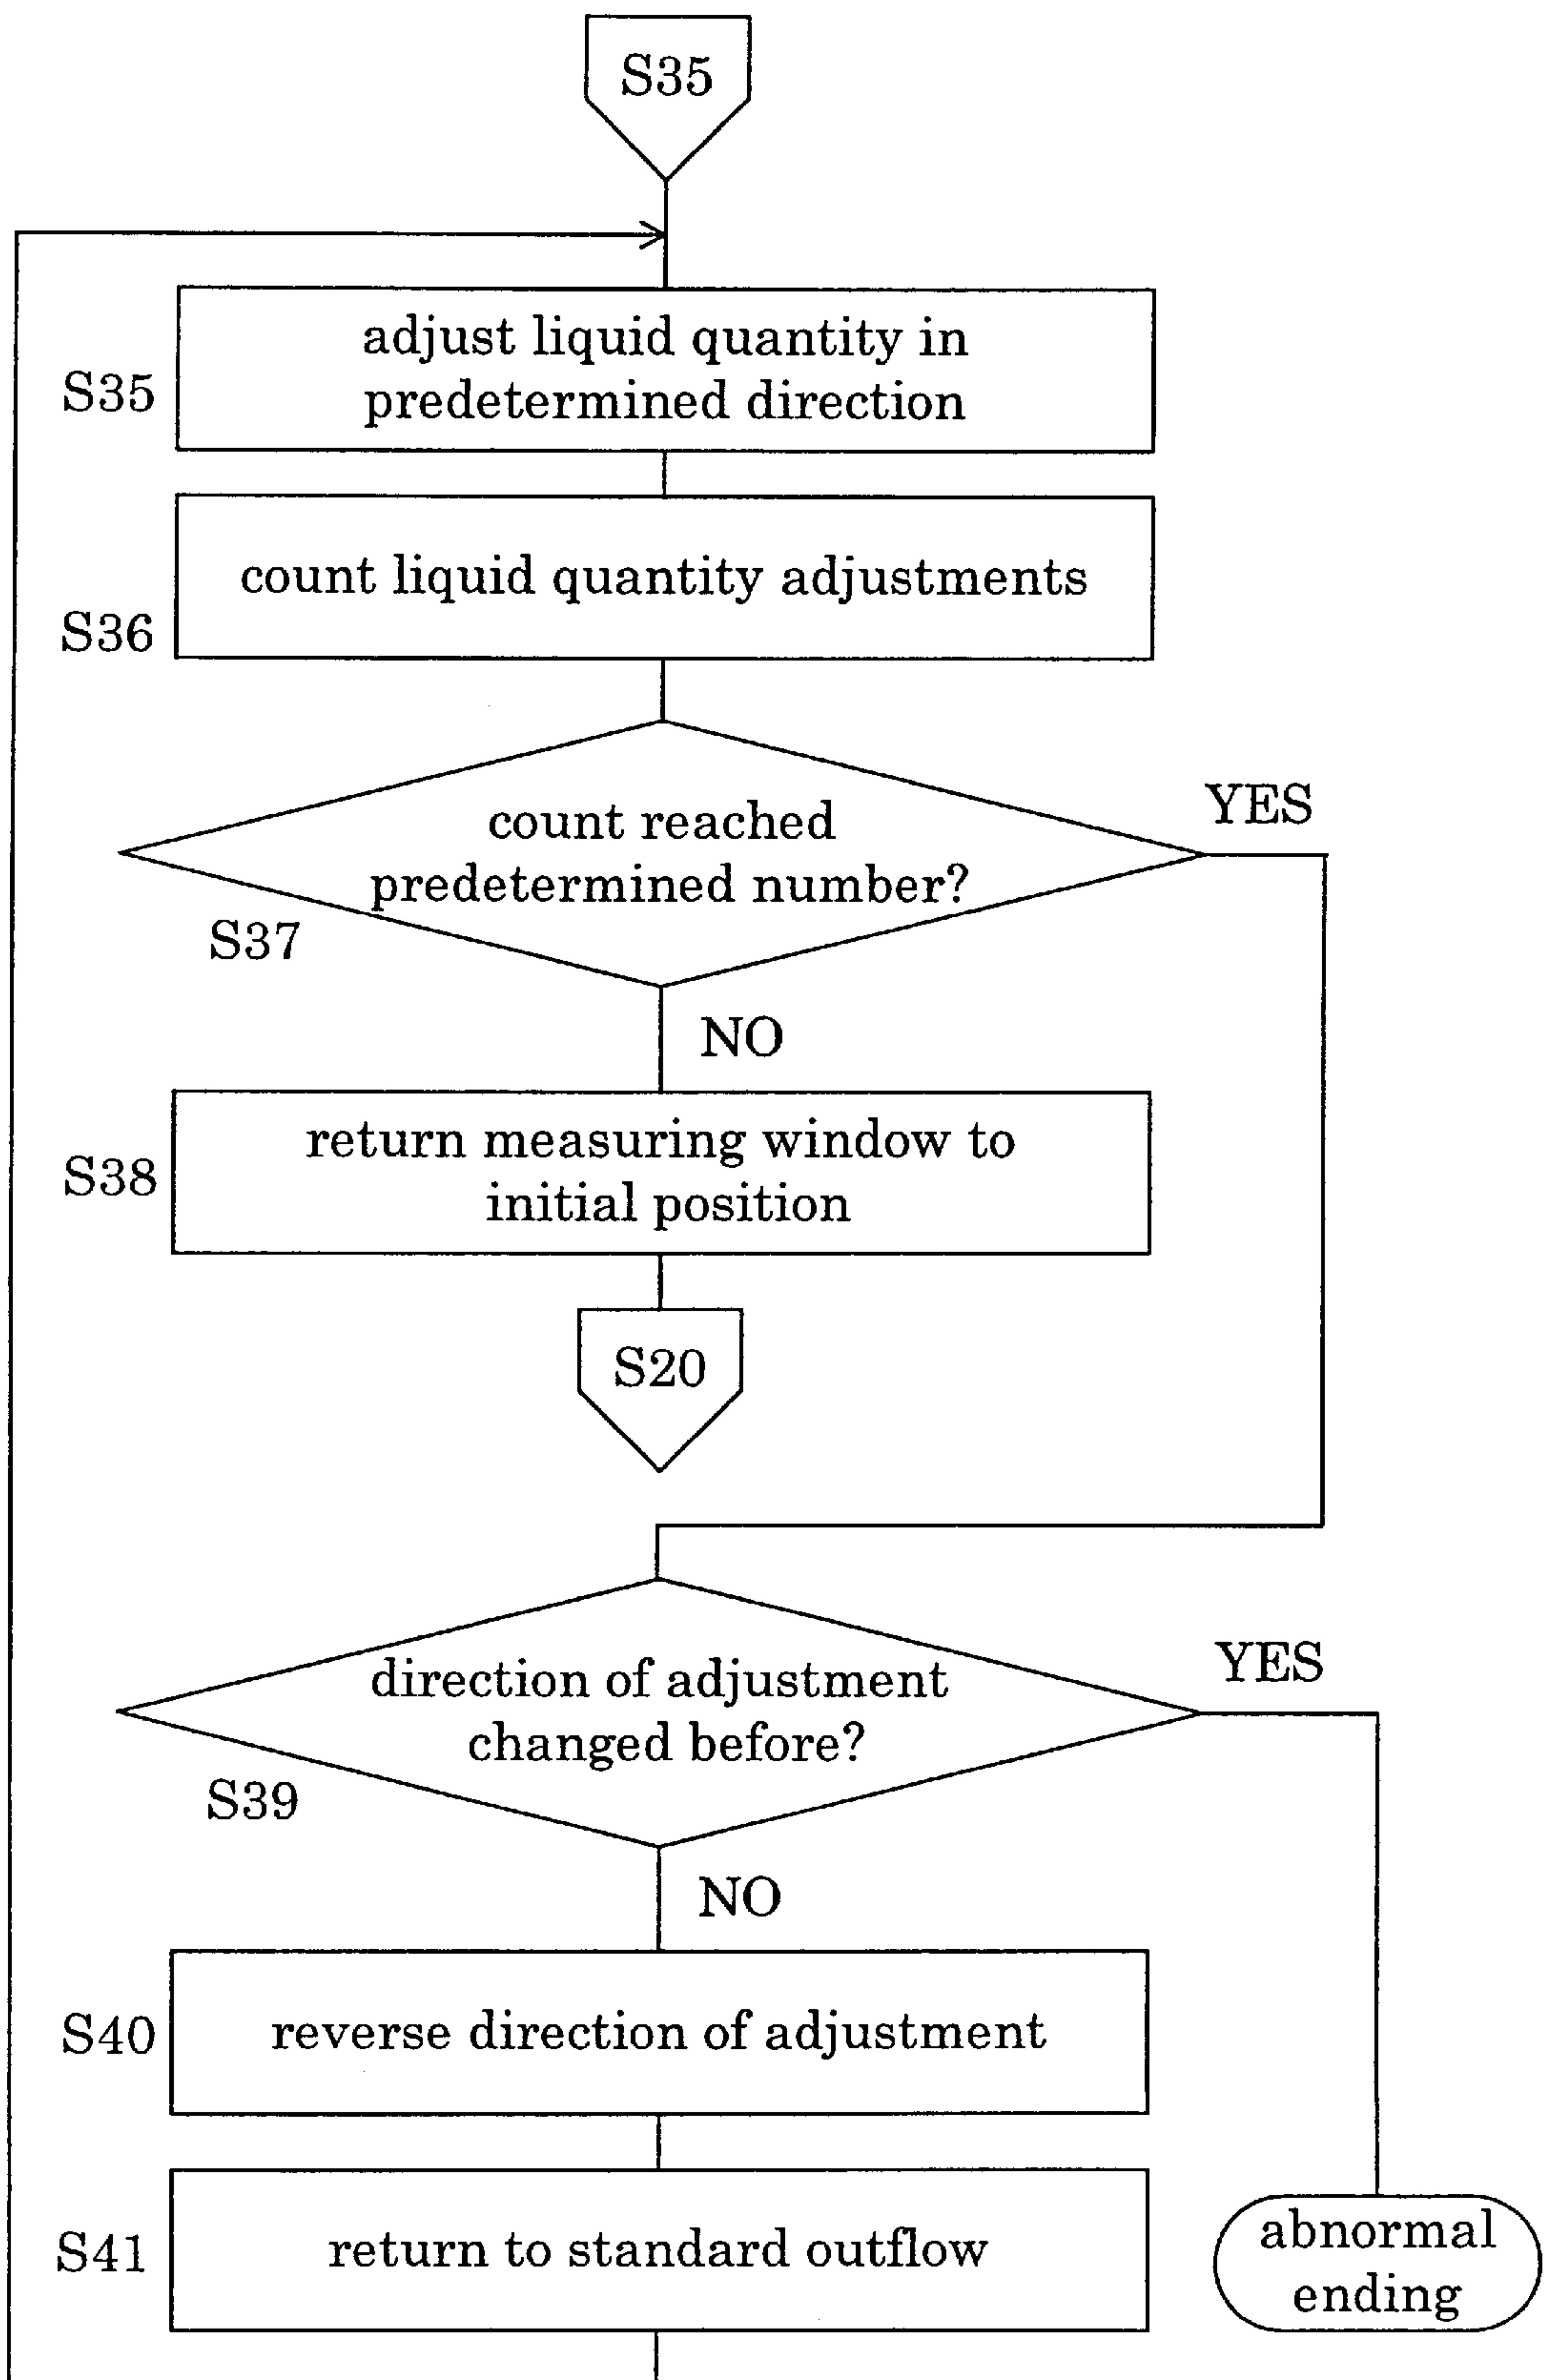 S35
adjust liquid quantity in
predetermined direction
S35
count liquid quantity adjustments
S36
YES
count reached
predetermined number?
S37
NO
return measuring window to
initial position
S38
S20
YES
direction of adjustment
changed before?
S39
NO
reverse direction of adjustment
S40
return to standard outflow
S41
abnormal
ending